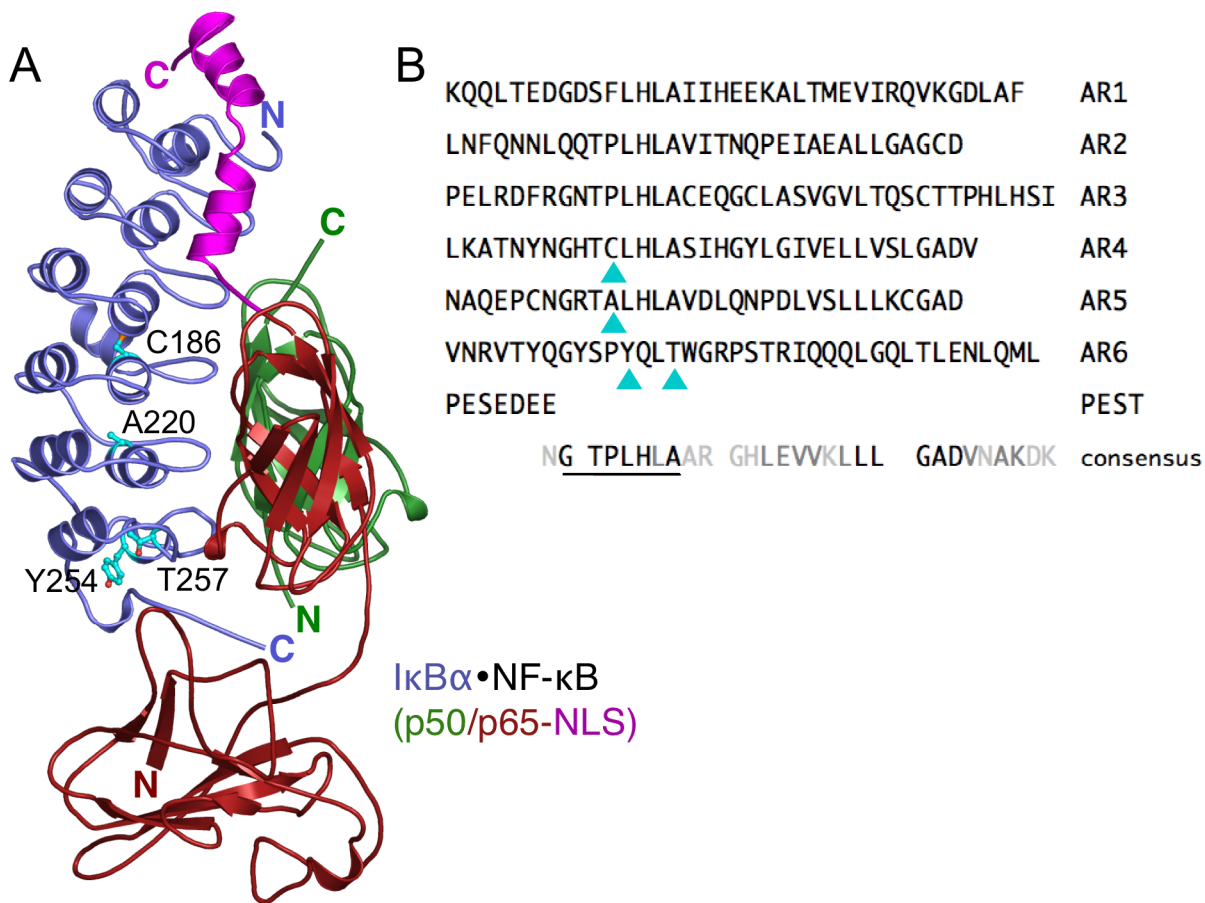 A
C
N
C
C186
A220
Y254
T257
N
C
N
IκBα•NF-κB
(p50/p65-NLS)
B
KQQLTEDGDSFLHLAIIHEEKALTMEVIRQVKGDLAF AR1
LNFQNNLQQTPLHLAVITNQPEIAEALLGAGCD AR2
PELRDFRGNTPLHLACEQGCLASVGVLTQSCTTPHLHSI AR3
LKATNYNGHTCLHLASIHGYLGIVELLVSLGADV AR4
NAQEPCNGRTALHLAVDLQNPDLVSLLLKCGAD AR5
VNRVTYQGYSPYQLTWGRPSTRIQQQLGQLTLENLQML AR6
PESEDEE PEST
NG TPLHLAAR GHLEVVKLLL GADVNAKDK consensus